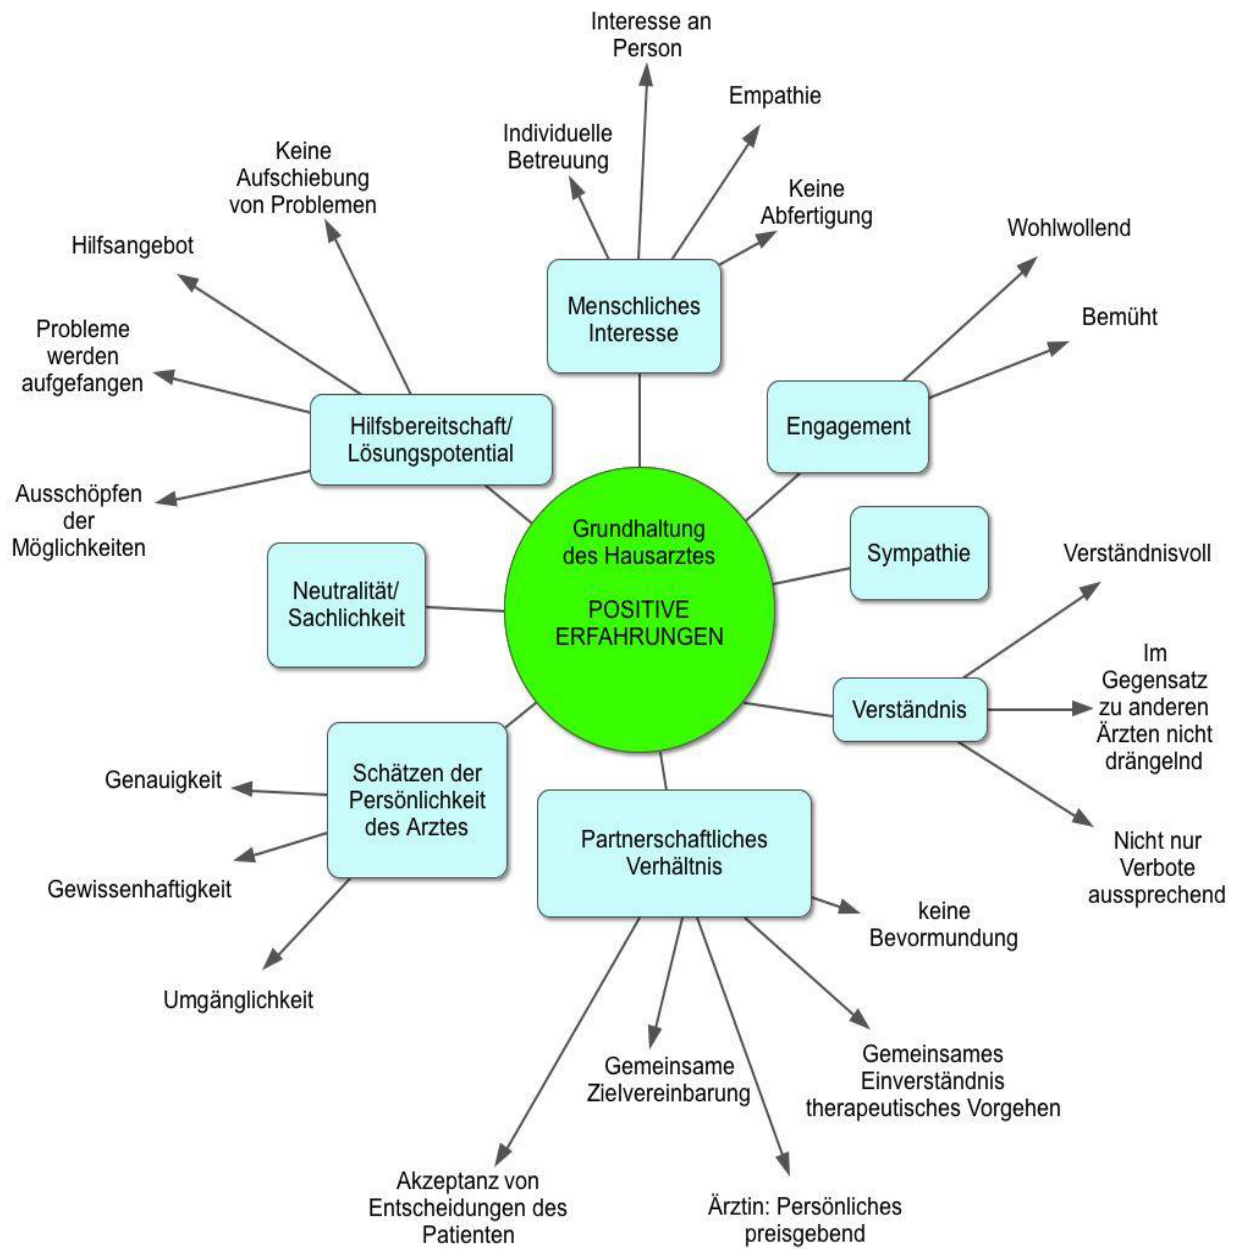 Interesse an
Person
Empathie
Individuelle
Betreuung
Keine
Abfertigung
Keine
Aufschiebung
von Problemen
Hilfsangebot
Probleme
werden
aufgefangen
Ausschöpfen
der
Möglichkeiten
Wohlwollend
Bemüht
Menschliches
Interesse
Hilfsbereitschaft/
Lösungspotential
Engagement
Grundhaltung
des Hausarztes
POSITIVE
ERFAHRUNGEN
Sympathie
Neutralität/
Sachlichkeit
Verständnisvoll
Im
Gegensatz
zu anderen
Ärzten nicht
drängelnd
Verständnis
Nicht nur
Verbote
aussprechend
Schätzen der
Persönlichkeit
des Arztes
Genauigkeit
Gewissenhaftigkeit
Umgänglichkeit
Partnerschaftliches
Verhältnis
keine
Bevormundung
Gemeinsame
Zielvereinbarung
Gemeinsames
Einverständnis
therapeutisches Vorgehen
Akzeptanz von
Entscheidungen des
Patienten
Ärztin: Persönliches
preisgebend